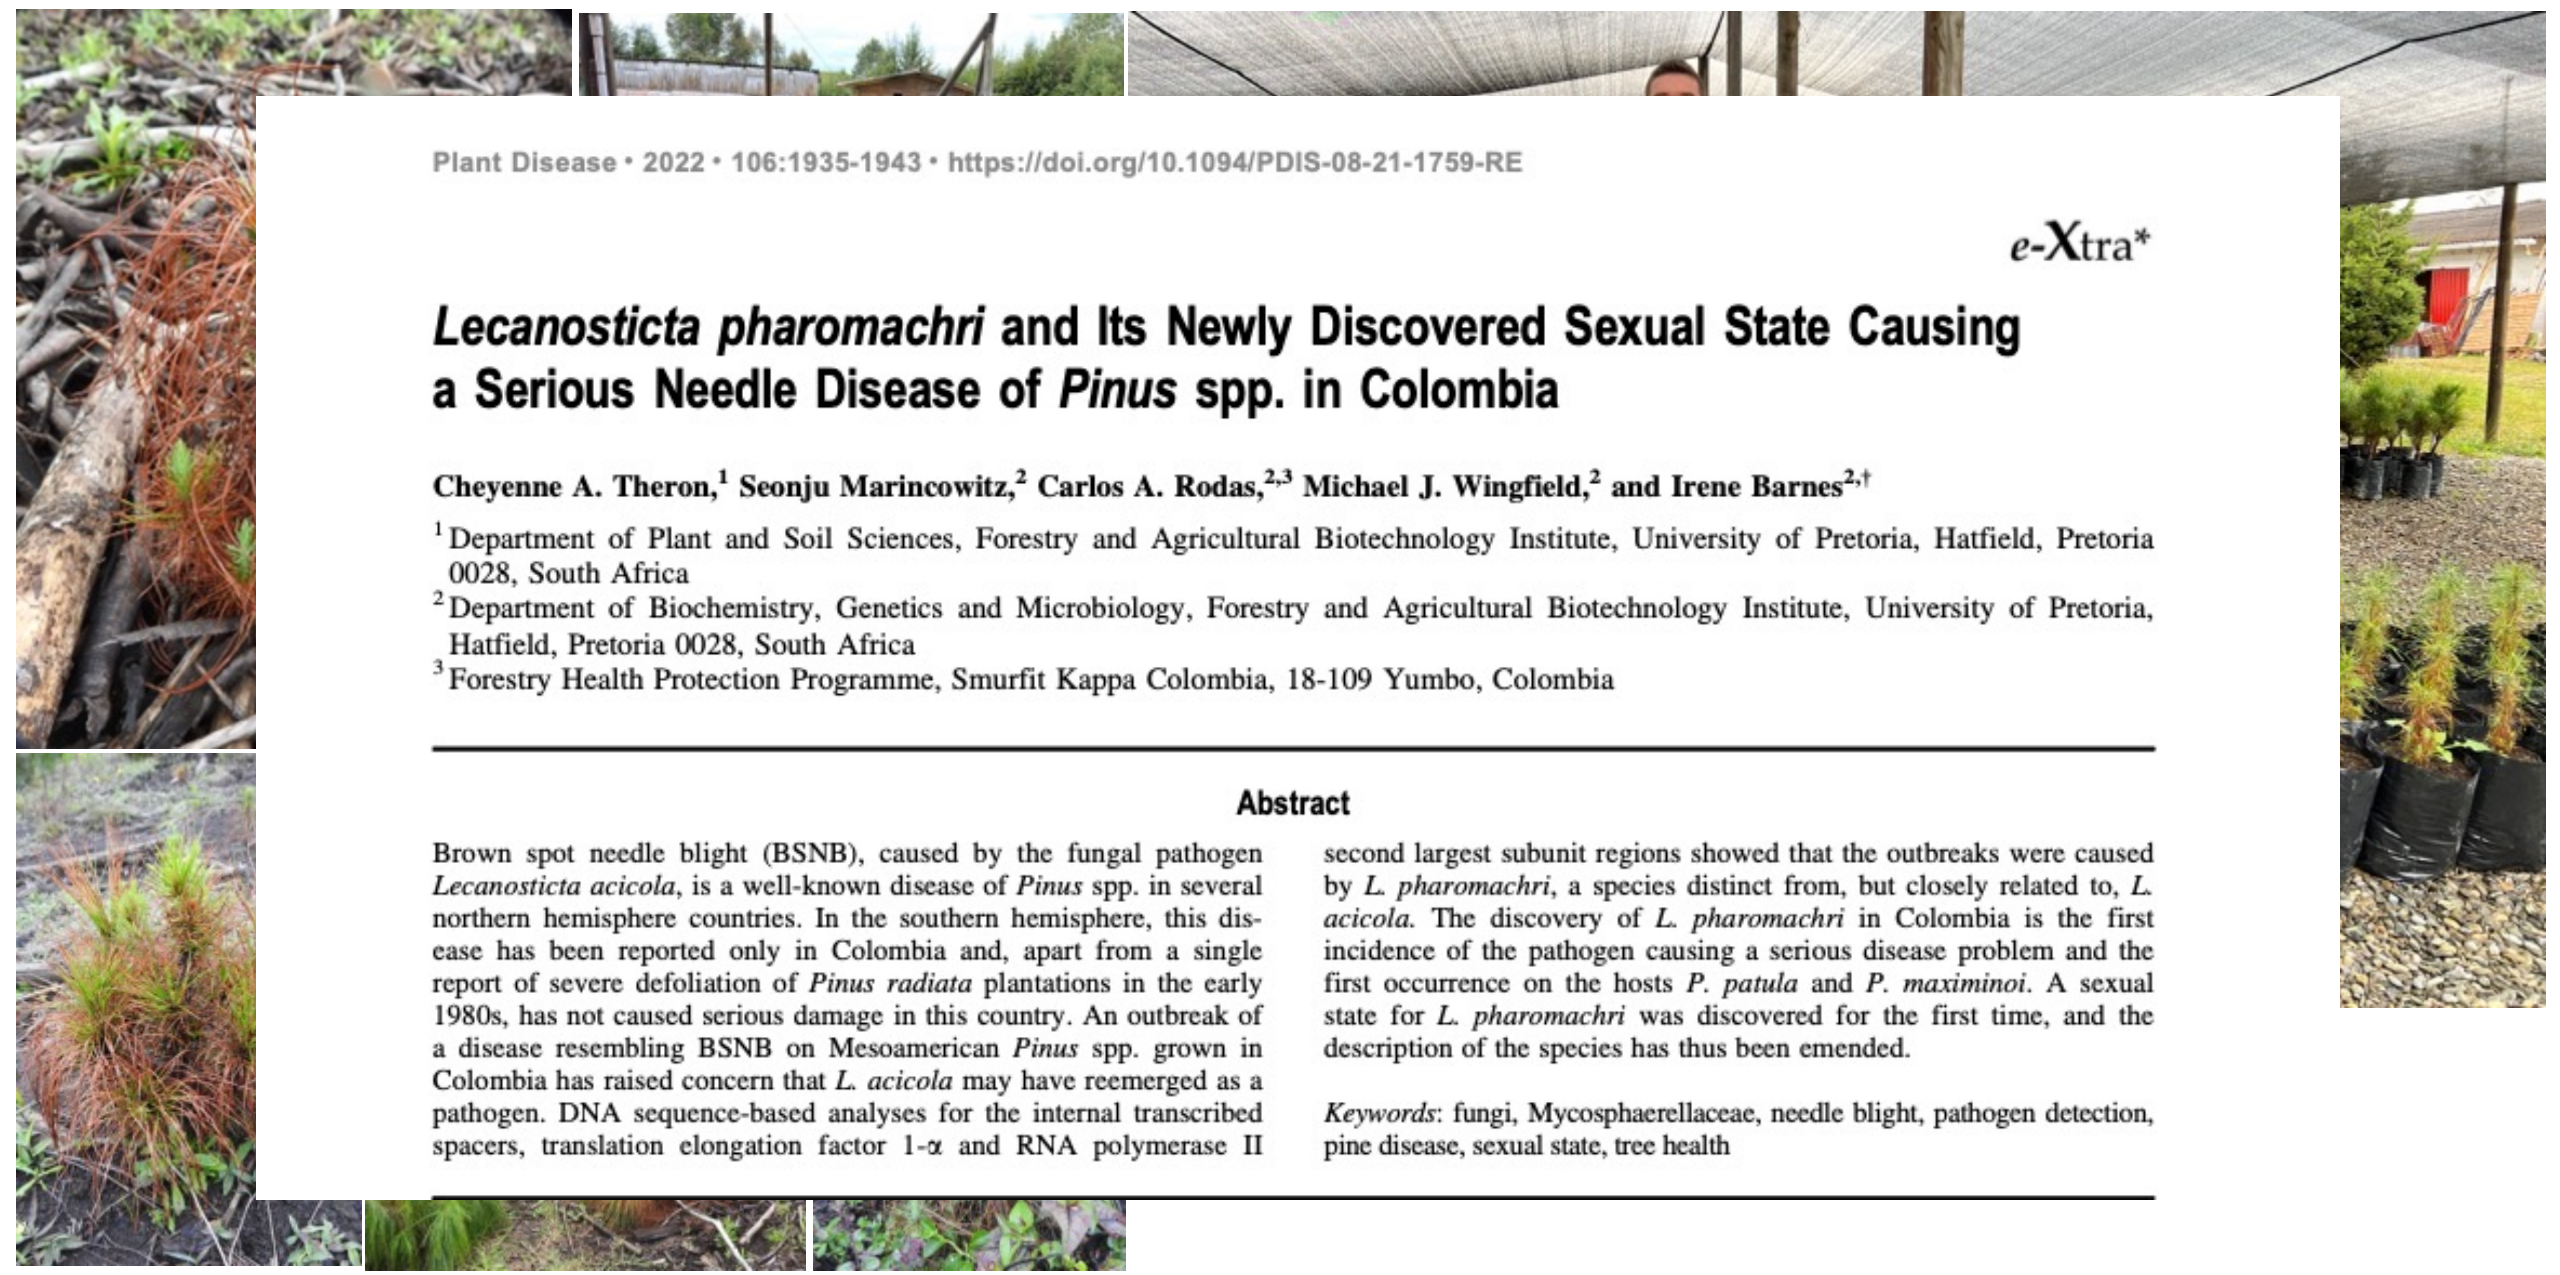 Plant Disease • 2022 • 106:1935-1943 • https://doi.org/10.1094/PDIS-08-21-1759-RE
e-Xtra*
Lecanosticta pharomachri and Its Newly Discovered Sexual State Causing
a Serious Needle Disease of Pinus spp. in Colombia
Cheyenne A. Theron,1 Seonju Marincowitz,2 Carlos A. Rodas,2,3 Michael J. Wingfield,2 and Irene Barnes2,†
1 Department of Plant and Soil Sciences, Forestry and Agricultural Biotechnology Institute, University of Pretoria, Hatfield, Pretoria
0028, South Africa
2 Department of Biochemistry, Genetics and Microbiology, Forestry and Agricultural Biotechnology Institute, University of Pretoria,
Hatfield, Pretoria 0028, South Africa
3 Forestry Health Protection Programme, Smurfit Kappa Colombia, 18-109 Yumbo, Colombia
Abstract
Brown spot needle blight (BSNB), caused by the fungal pathogen
Lecanosticta acicola, is a well-known disease of Pinus spp. in several
northern hemisphere countries. In the southern hemisphere, this dis-
ease has been reported only in Colombia and, apart from a single
report of severe defoliation of Pinus radiata plantations in the early
1980s, has not caused serious damage in this country. An outbreak of
a disease resembling BSNB on Mesoamerican Pinus spp. grown in
Colombia has raised concern that L. acicola may have reemerged as a
pathogen. DNA sequence-based analyses for the internal transcribed
spacers, translation elongation factor 1-α and RNA polymerase II
second largest subunit regions showed that the outbreaks were caused
by L. pharomachri, a species distinct from, but closely related to, L.
acicola. The discovery of L. pharomachri in Colombia is the first
incidence of the pathogen causing a serious disease problem and the
first occurrence on the hosts P. patula and P. maximinoi. A sexual
state for L. pharomachri was discovered for the first time, and the
description of the species has thus been emended.
Keywords: fungi, Mycosphaerellaceae, needle blight, pathogen detection,
pine disease, sexual state, tree health